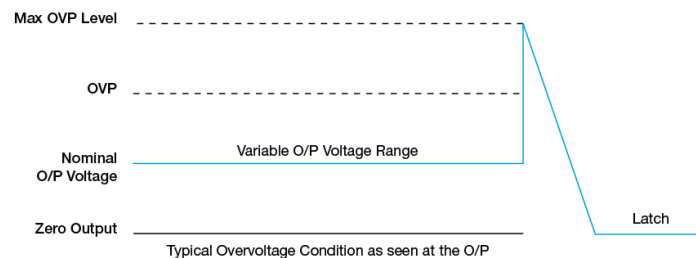 Max OVP Level
OVP
Variable O/P Voltage Range
Nominal
O/P Voltage
Latch
Zero Output
Typical Overvoltage Condition as seen at the O/P